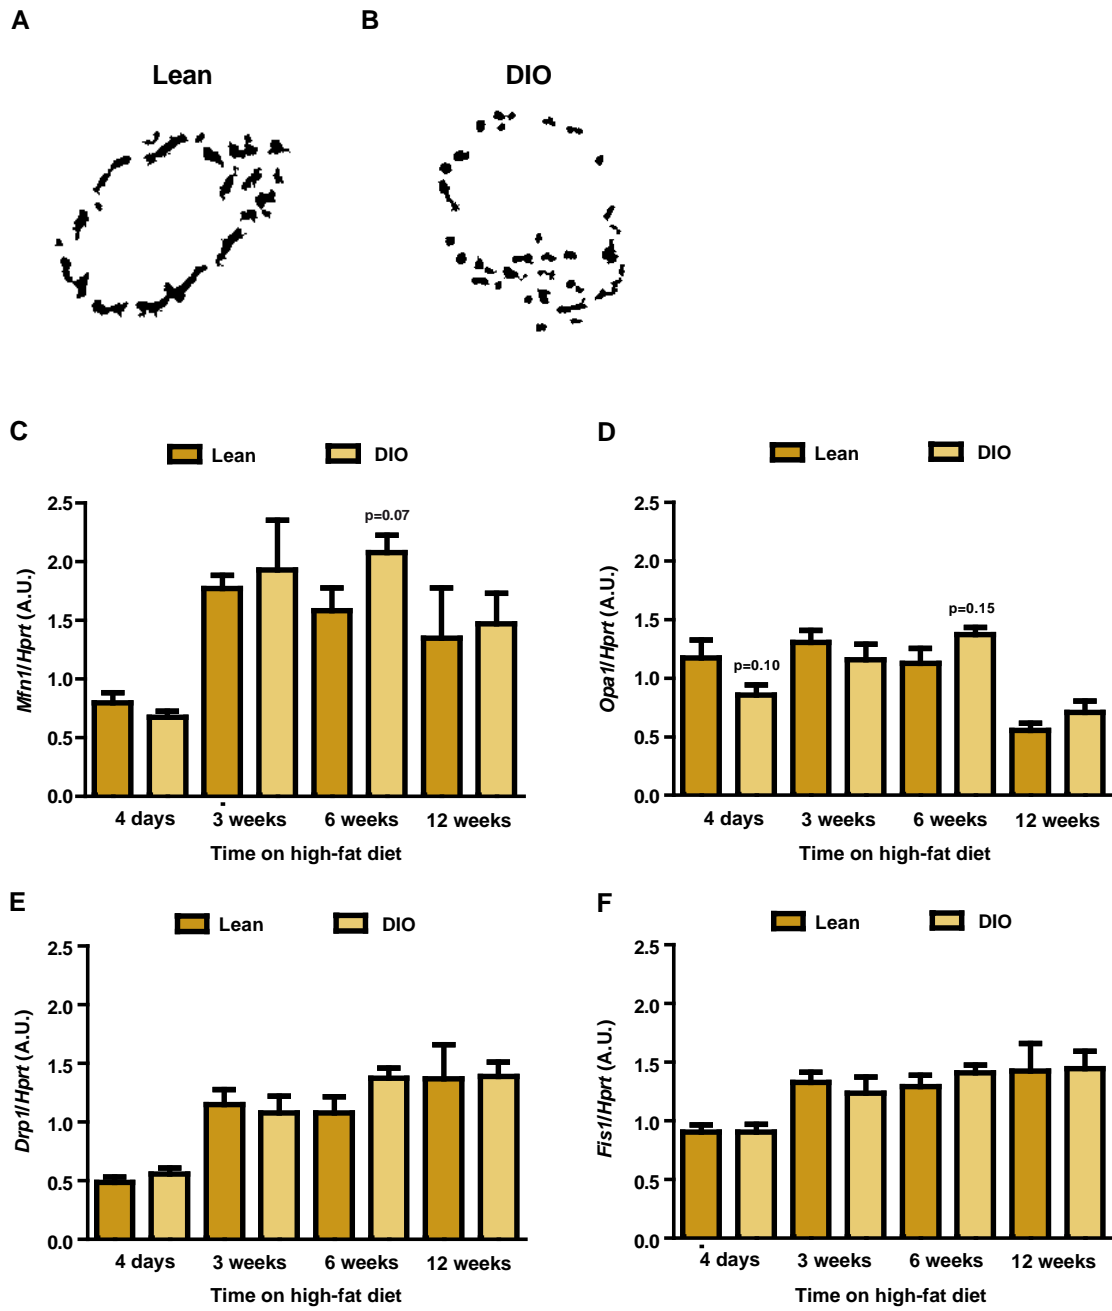 A
B
Lean
DIO
C
Lean
DIO
Mfn1/Hprt (A.U.)
2.5
2.0
1.5
1.0
0.5
0.0
p=0.07
4 days
3 weeks
6 weeks
12 weeks
Time on high-fat diet
D
Lean
DIO
Opa1/Hprt (A.U.)
2.5
2.0
1.5
1.0
0.5
0.0
p=0.10
p=0.15
4 days
3 weeks
6 weeks
12 weeks
Time on high-fat diet
E
Lean
DIO
Drp1/Hprt (A.U.)
2.5
2.0
1.5
1.0
0.5
0.0
4 days
3 weeks
6 weeks
12 weeks
Time on high-fat diet
F
Lean
DIO
Fis1/Hprt (A.U.)
2.5
2.0
1.5
1.0
0.5
0.0
4 days
3 weeks
6 weeks
12 weeks
Time on high-fat diet